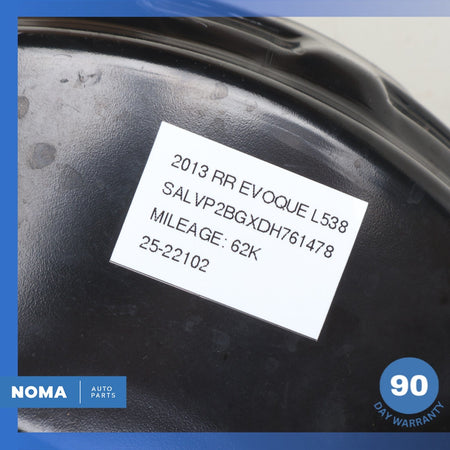 2013 RR EVOQUE L538
SALVP2BGXDH761478
MILEAGE: 62K
25-22102
NOMA
AUTO
PARTS
90
DAY WARRANTY